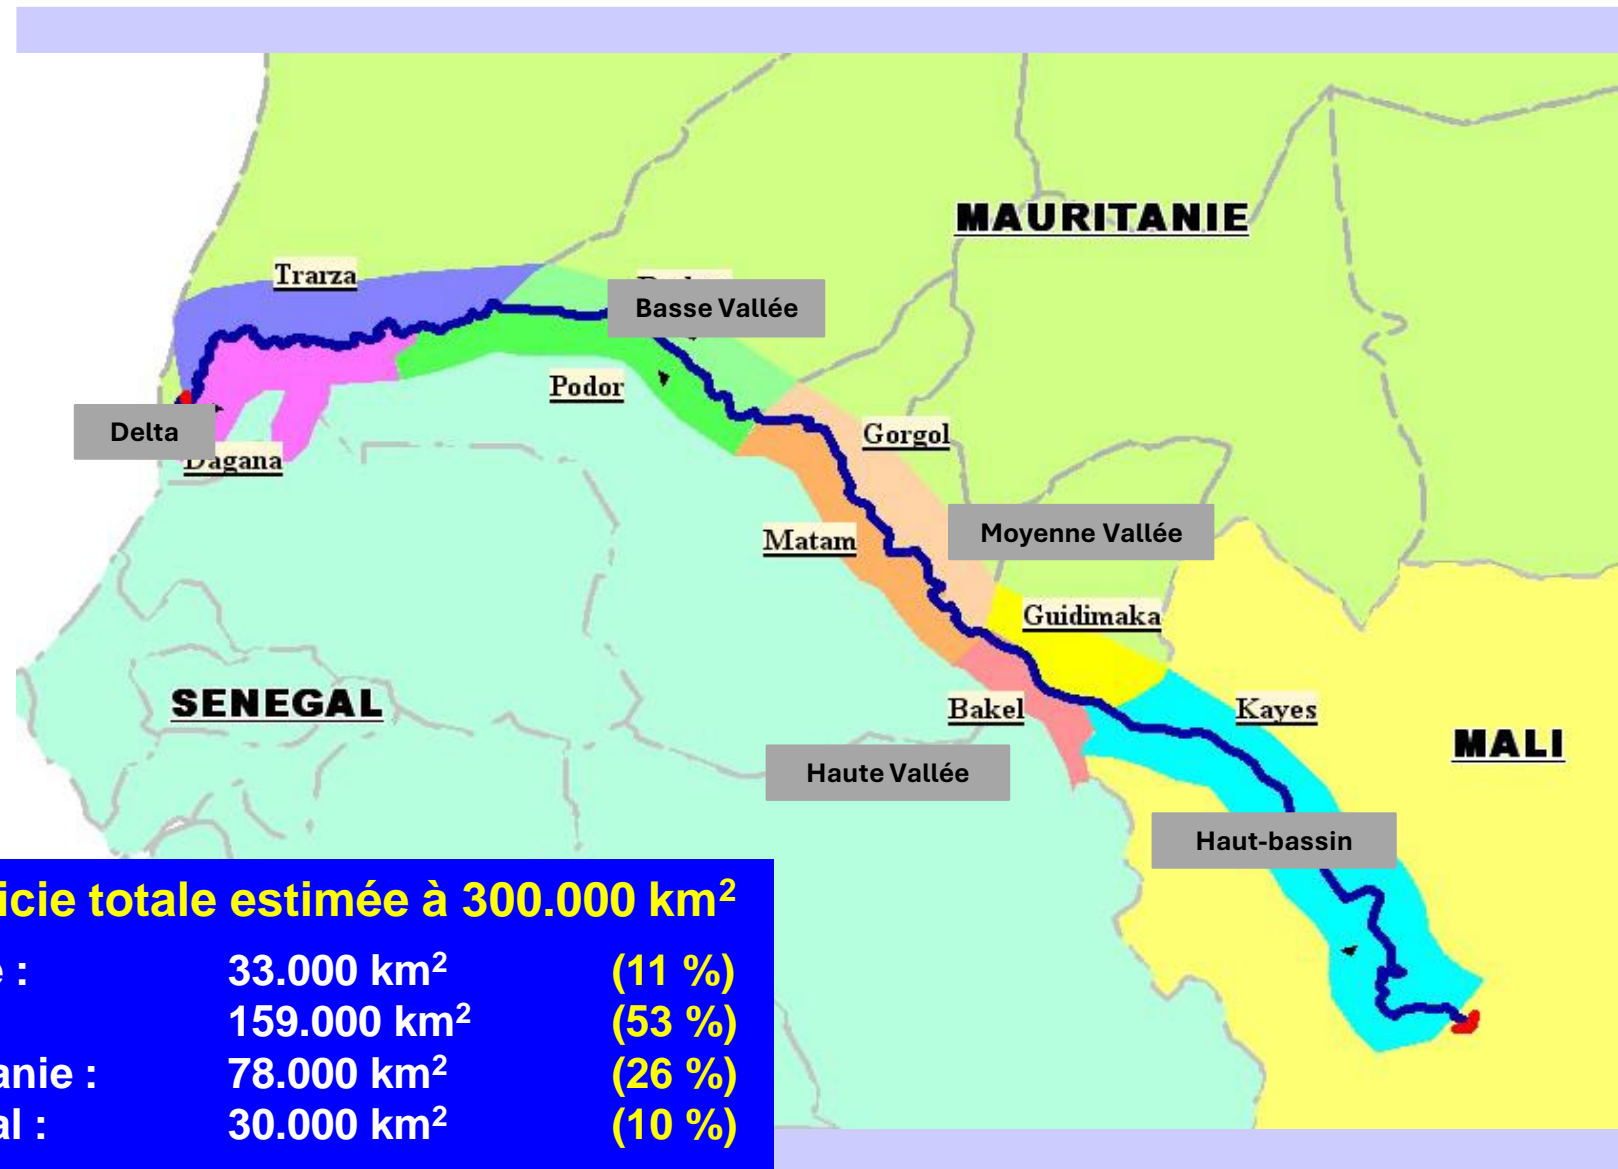 MAURITANIE
Trarza
Basse Vallée
Podor
Delta
Dagana
Gorgol
Matam
Moyenne Vallée
Guidimaka
SENEGAL
Bakel
Kayes
MALI
Haute Vallée
Haut-bassin
icie totale estimée à 300.000 km²
e : 33.000 km² (11 %)
159.000 km² (53 %)
anie : 78.000 km² (26 %)
al : 30.000 km² (10 %)